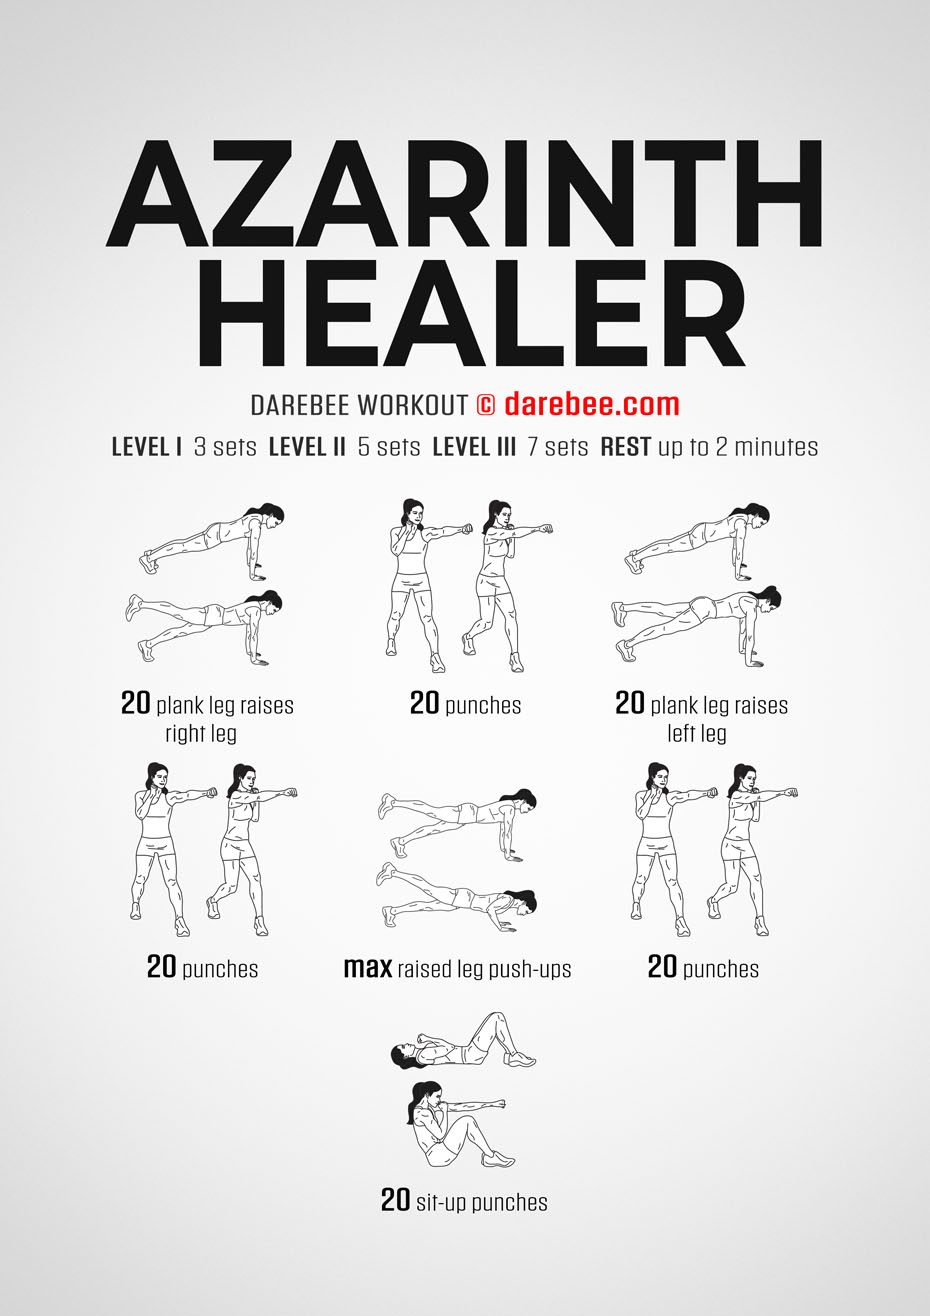 AZARINTH
HEALER
DAREBEE WORKOUT © darebee.com
LEVEL I 3 sets LEVEL II 5 sets LEVEL III 7 sets REST up to 2 minutes
20 plank leg raises
right leg
20 punches
20 plank leg raises
left leg
20 punches
max raised leg push-ups
20 punches
20 sit-up punches